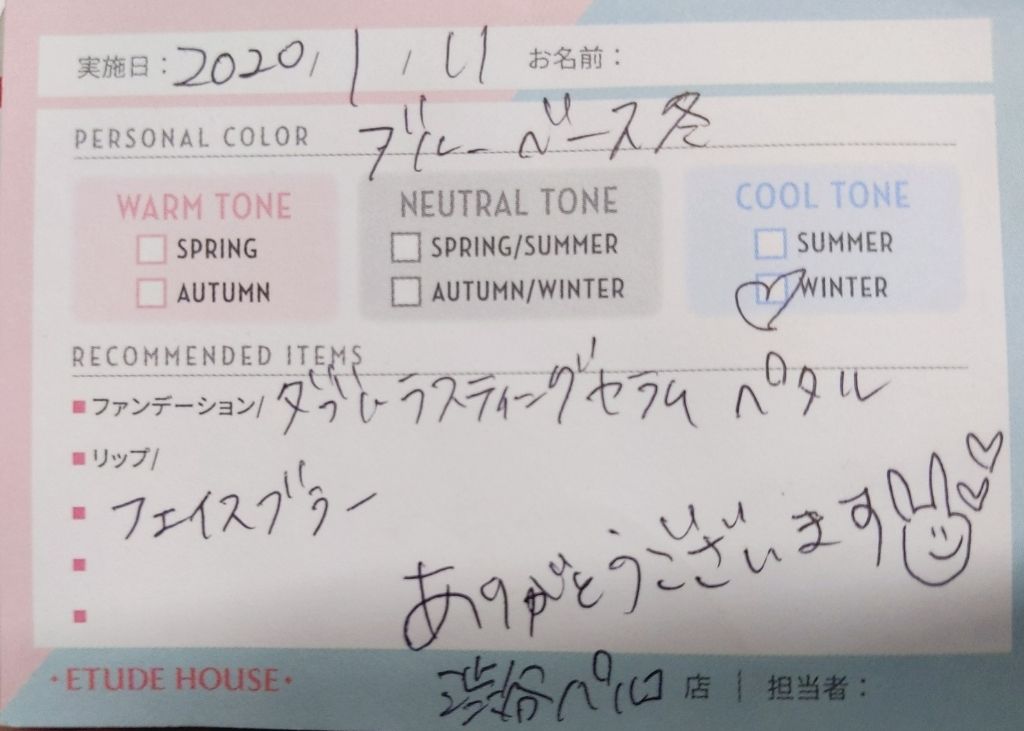 実施日: 2020/1/11 お名前:
PERSONAL COLOR ブルーベース冬
WARM TONE NEUTRAL TONE COOL TONE
SPRING SPRING/SUMMER SUMMER
AUTUMN AUTUMN/WINTER WINTER
RECOMMENDED ITEMS
ファンデーション/ ダブルラスティングセラム ペタル
リップ/
フェイスブラー
ありがとうございます
·ETUDE HOUSE· 渋谷パルコ 店 | 担当者: